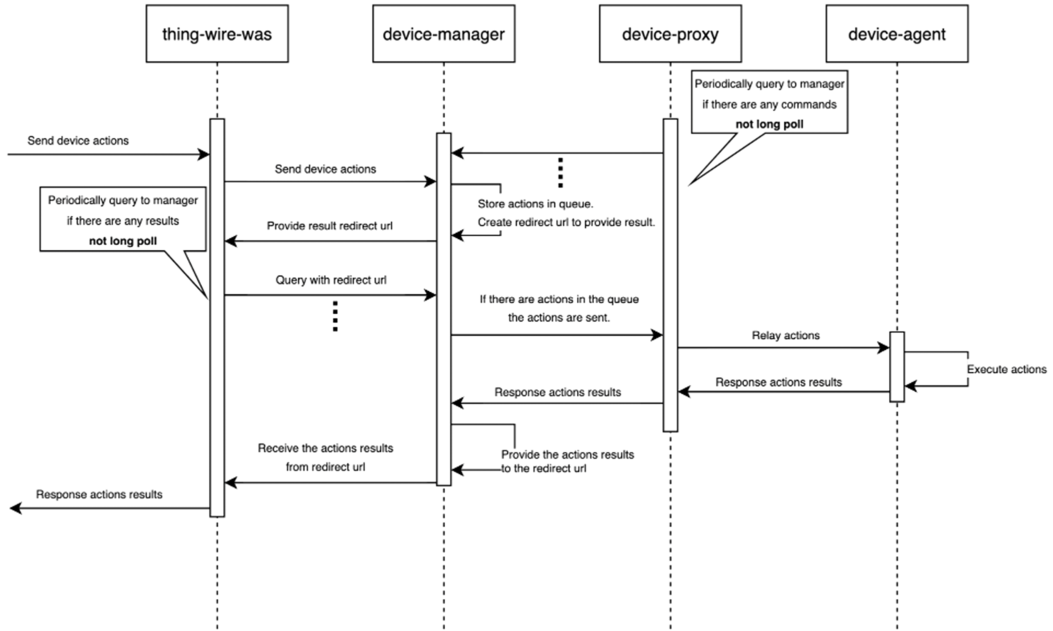 thing-wire-was
device-manager
device-proxy
device-agent
Periodically query to manager
if there are any commands
not long poll
Send device actions
Send device actions
Store actions in queue.
Create redirect url to provide result.
Periodically query to manager
if there are any results
not long poll
Provide result redirect url
Query with redirect url
If there are actions in the queue
the actions are sent.
Relay actions
Execute actions
Response actions results
Response actions results
Provide the actions results
to the redirect url
Receive the actions results
from redirect url
Response actions results